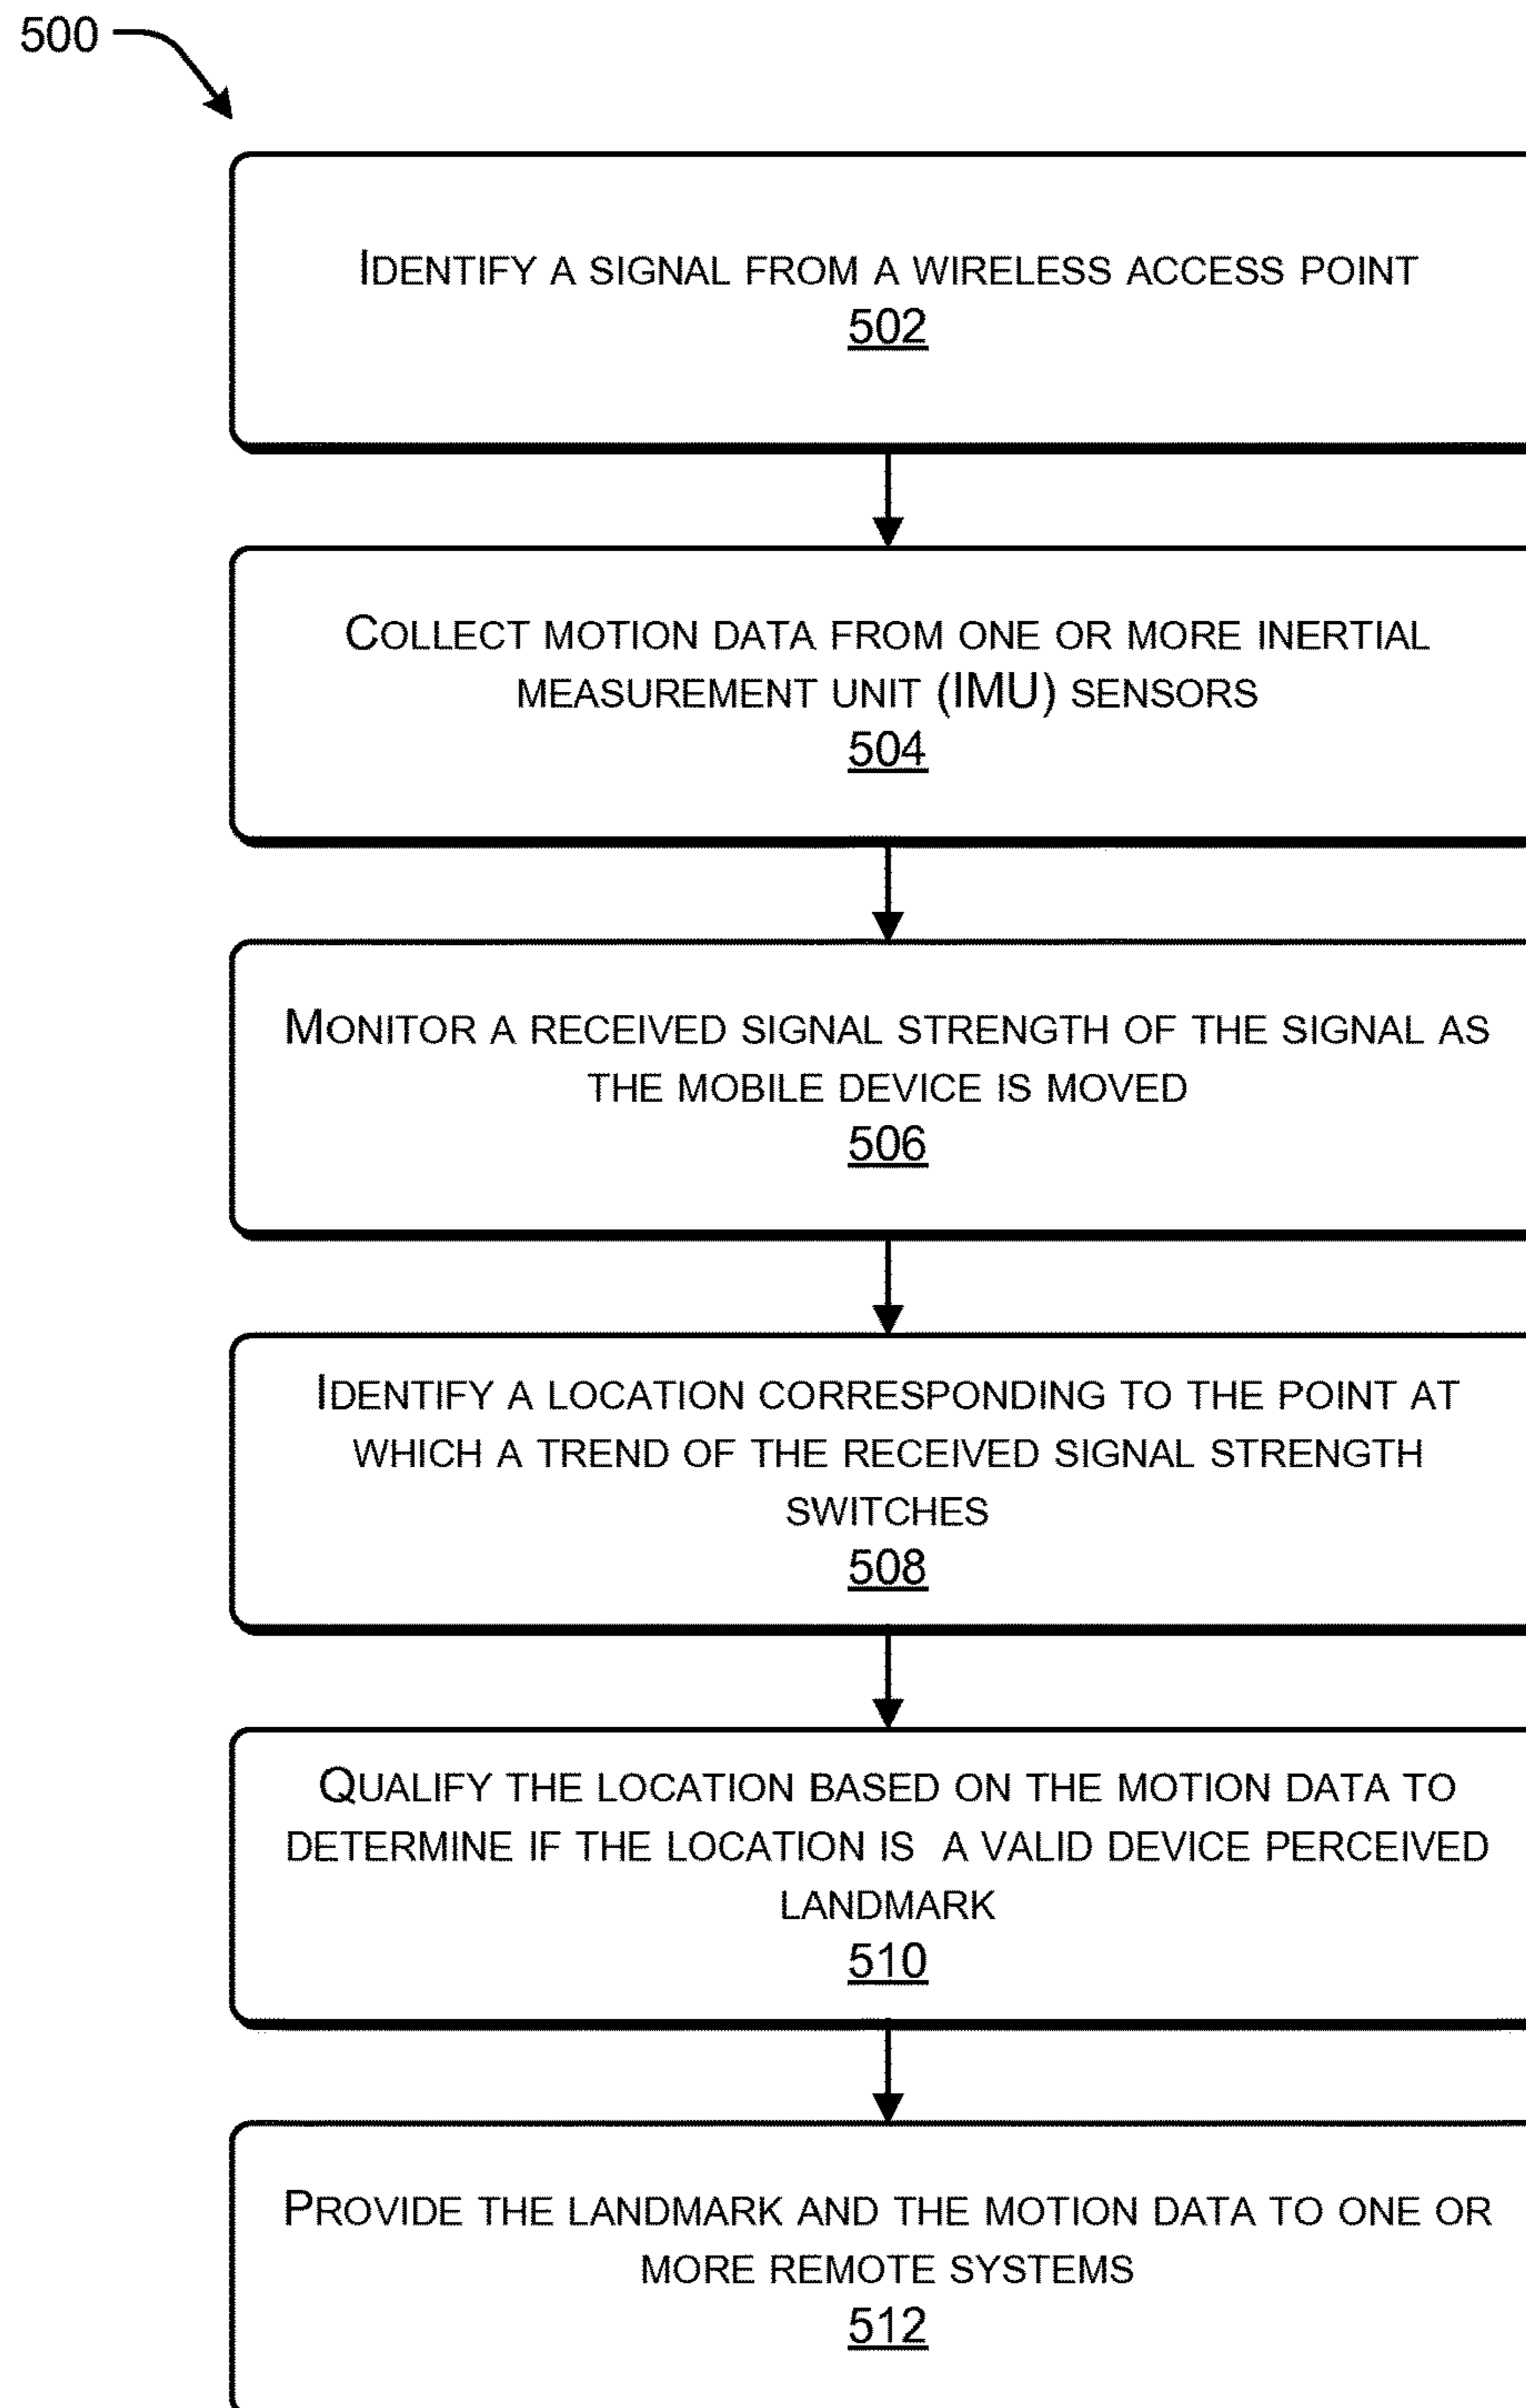 500
IDENTIFY A SIGNAL FROM A WIRELESS ACCESS POINT
502
COLLECT MOTION DATA FROM ONE OR MORE INERTIAL
MEASUREMENT UNIT (IMU) SENSORS
504
MONITOR A RECEIVED SIGNAL STRENGTH OF THE SIGNAL AS
THE MOBILE DEVICE IS MOVED
506
IDENTIFY A LOCATION CORRESPONDING TO THE POINT AT
WHICH A TREND OF THE RECEIVED SIGNAL STRENGTH
SWITCHES
508
QUALIFY THE LOCATION BASED ON THE MOTION DATA TO
DETERMINE IF THE LOCATION IS A VALID DEVICE PERCEIVED
LANDMARK
510
PROVIDE THE LANDMARK AND THE MOTION DATA TO ONE OR
MORE REMOTE SYSTEMS
512